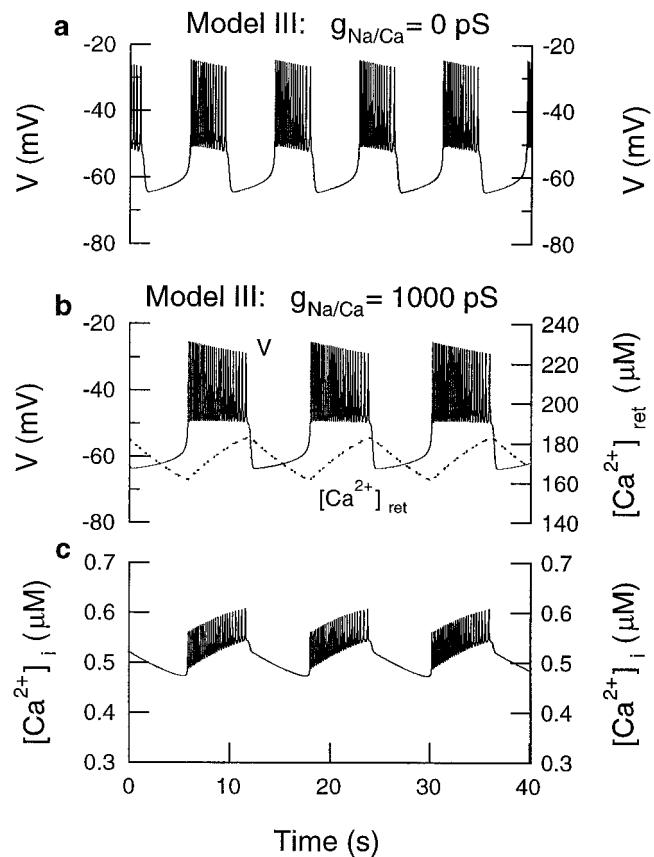 a Model III: gNa/Ca = 0 pS
-20 -20
-40 -40
V (mV) V (mV)
-60 -60
-80 -80
b Model III: gNa/Ca = 1000 pS
-20 V 240
220
-40 200
V (mV) [Ca2+] ret (μM)
180
-60 160
[Ca2+] ret
-80 140
c
0.7 0.7
0.6 0.6
[Ca2+] i (μM) [Ca2+] i (μM)
0.5 0.5
0.4 0.4
0.3 0.3
0 10 20 30 40
Time (s)